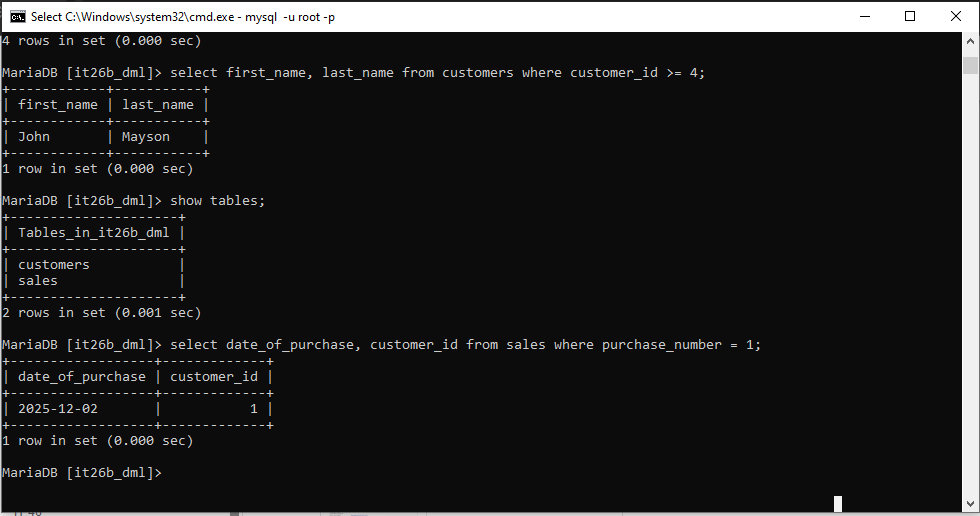 Select C:\Windows\system32\cmd.exe - mysql  -u root -p
4 rows in set (0.000 sec)
MariaDB [it26b_dml]> select first_name, last_name from customers where customer_id >= 4;
+------------+-----------+
| first_name | last_name |
+------------+-----------+
| John       | Mayson    |
+------------+-----------+
1 row in set (0.000 sec)
MariaDB [it26b_dml]> show tables;
+---------------------+
| Tables_in_it26b_dml |
+---------------------+
| customers           |
| sales               |
+---------------------+
2 rows in set (0.001 sec)
MariaDB [it26b_dml]> select date_of_purchase, customer_id from sales where purchase_number = 1;
+------------------+-------------+
| date_of_purchase | customer_id |
+------------------+-------------+
| 2025-12-02       |           1 |
+------------------+-------------+
1 row in set (0.000 sec)
MariaDB [it26b_dml]>